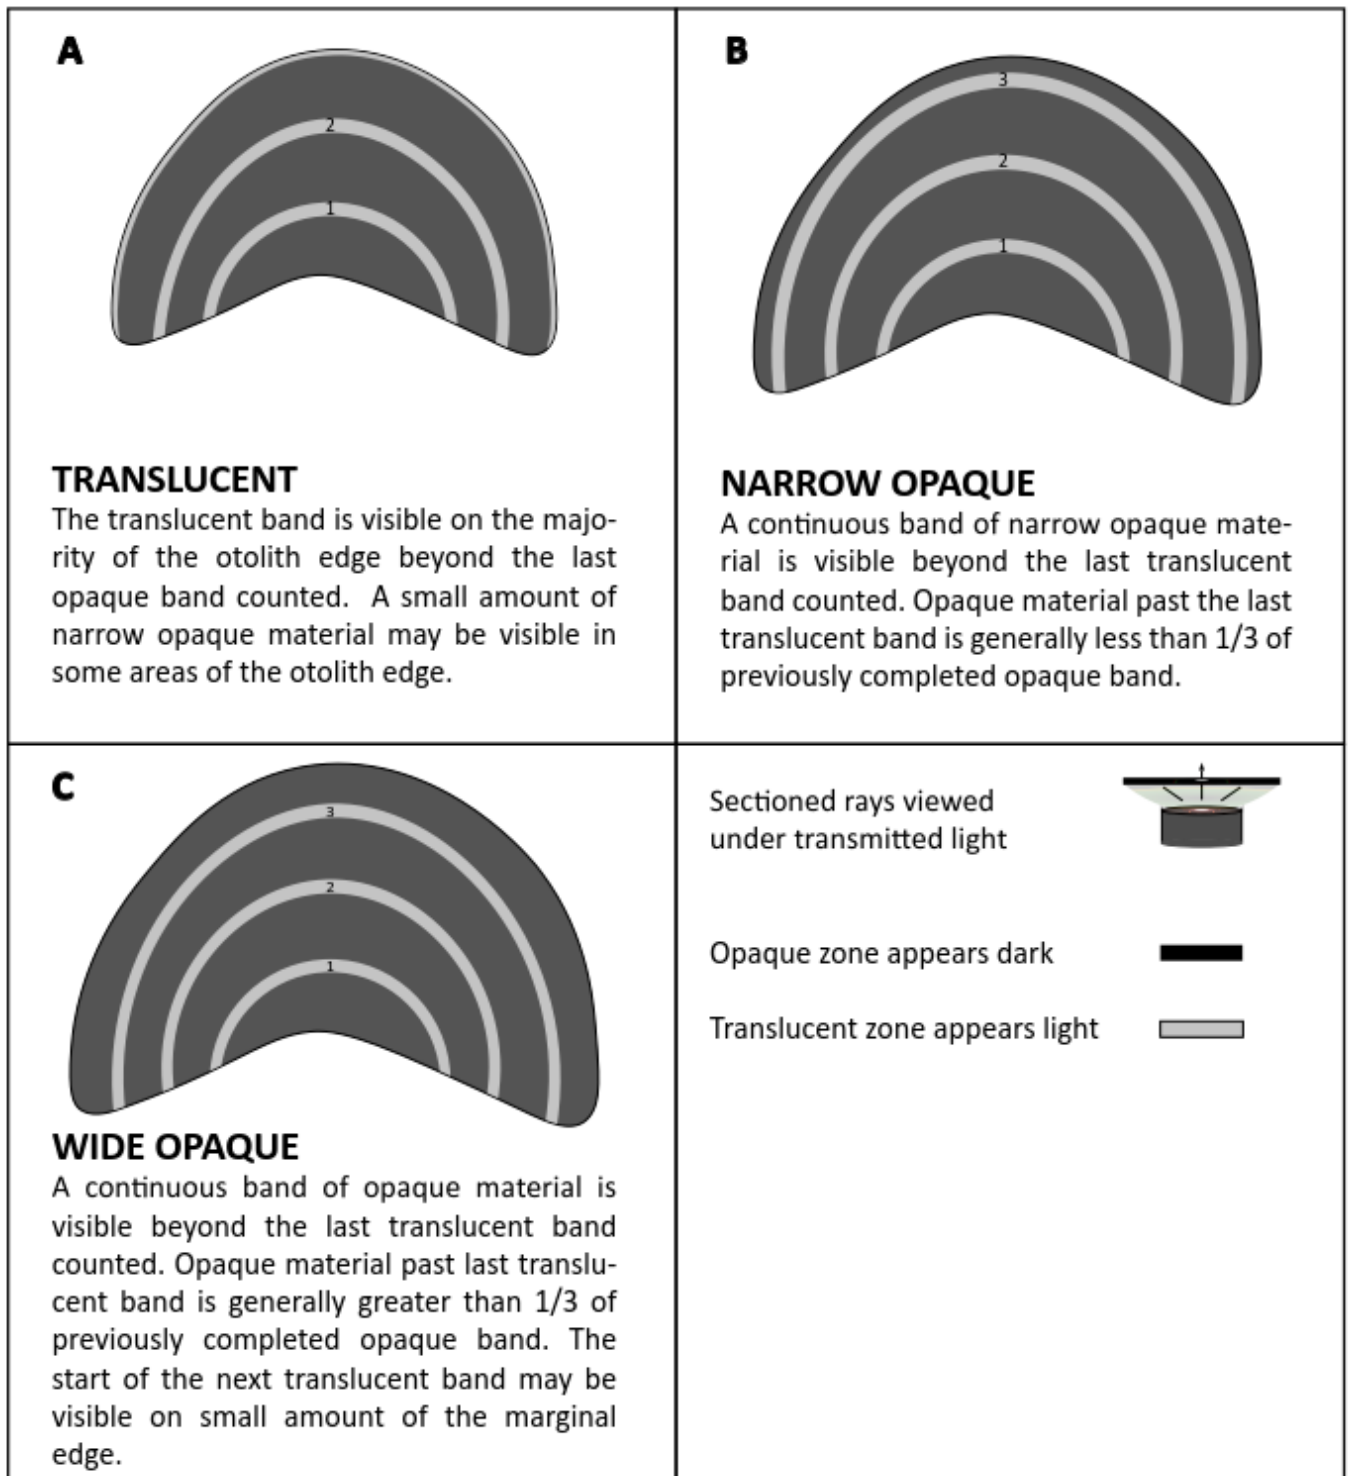 A
2
1
TRANSLUCENT
The translucent band is visible on the majo-
rity of the otolith edge beyond the last
opaque band counted. A small amount of
narrow opaque material may be visible in
some areas of the otolith edge.
B
3
2
1
NARROW OPAQUE
A continuous band of narrow opaque mate-
rial is visible beyond the last translucent
band counted. Opaque material past the last
translucent band is generally less than 1/3 of
previously completed opaque band.
C
3
2
1
WIDE OPAQUE
A continuous band of opaque material is
visible beyond the last translucent band
counted. Opaque material past last translu-
cent band is generally greater than 1/3 of
previously completed opaque band. The
start of the next translucent band may be
visible on small amount of the marginal
edge.
Sectioned rays viewed
under transmitted light
Opaque zone appears dark
Translucent zone appears light